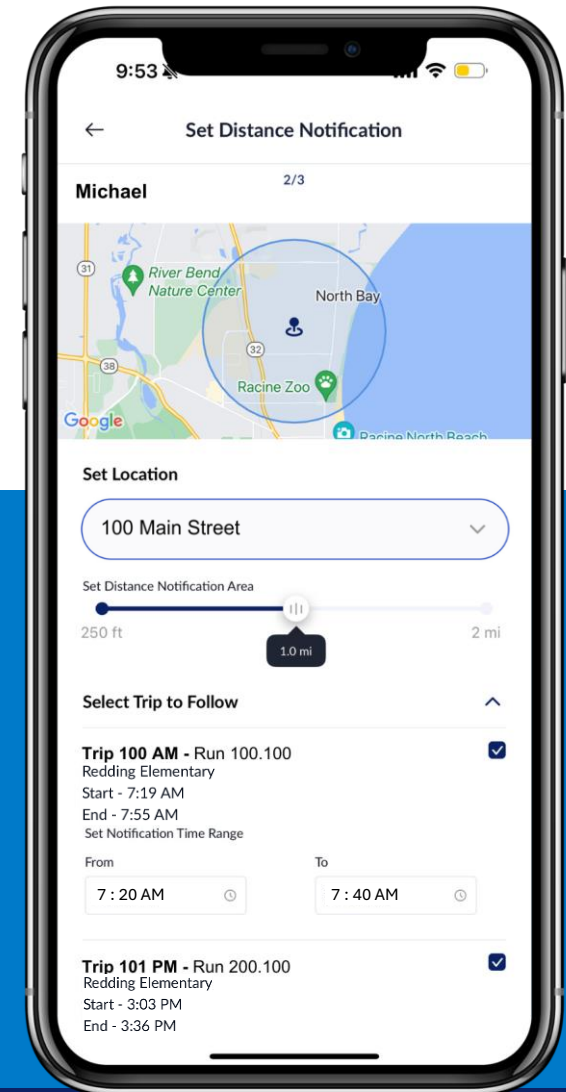 9:53
Set Distance Notification
Michael
2/3
31
River Bend
Nature Center
North Bay
32
38
Racine Zoo
Google
Racine North Beach
Set Location
100 Main Street
Set Distance Notification Area
250 ft
2 mi
1.0 mi
Select Trip to Follow
Trip 100 AM - Run 100.100
Redding Elementary
Start - 7:19 AM
End - 7:55 AM
Set Notification Time Range
From
To
7 : 20 AM
7 : 40 AM
Trip 101 PM - Run 200.100
Redding Elementary
Start - 3:03 PM
End - 3:36 PM